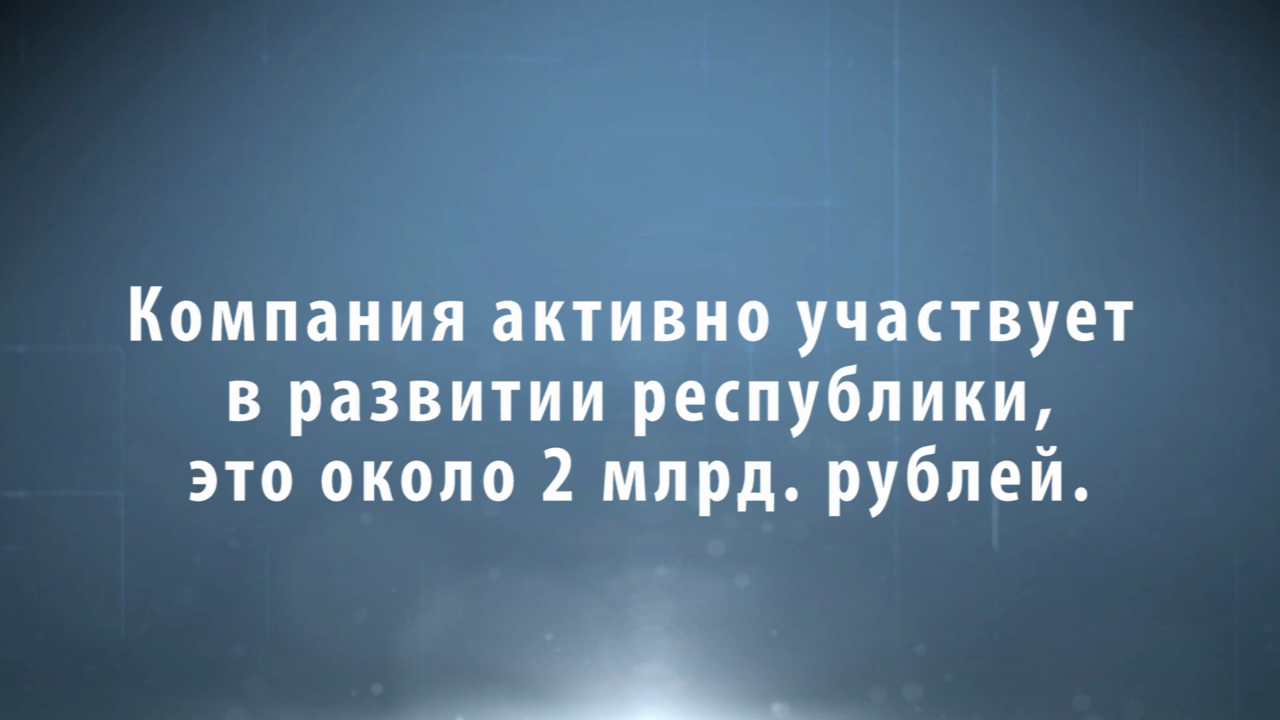 Компания активно участвует
в развитии республики,
это около 2 млрд. рублей.